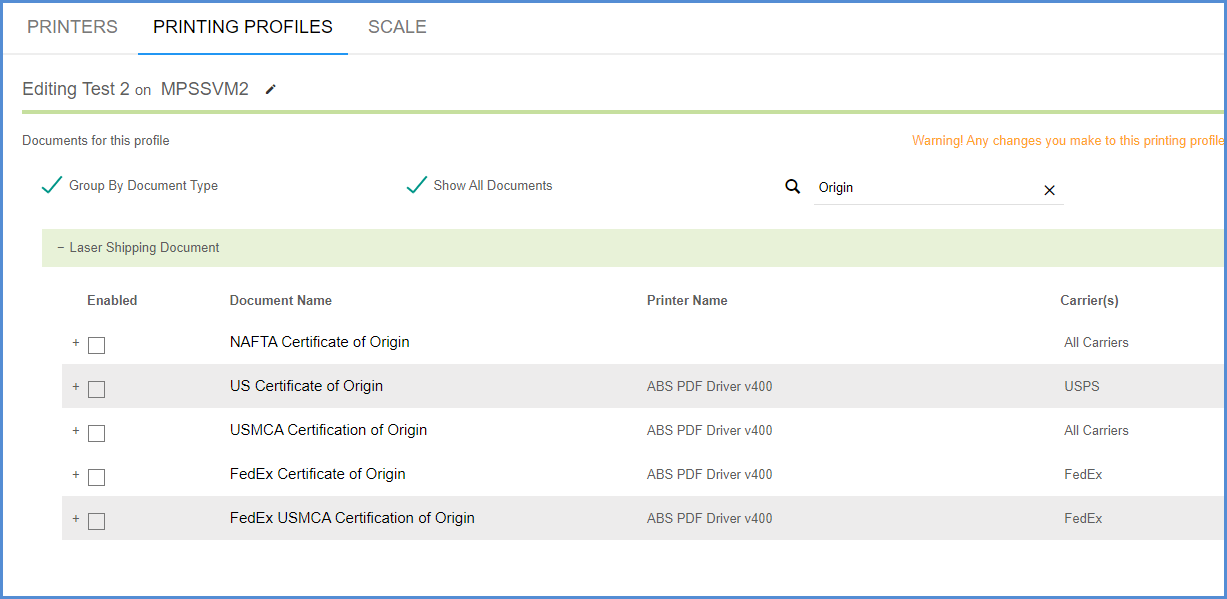 PRINTERS PRINTING PROFILES SCALE
Editing Test 2 on MPSSVM2
Documents for this profile Warning! Any changes you make to this printing profile
Group By Document Type Show All Documents Origin
− Laser Shipping Document
Enabled Document Name Printer Name Carrier(s)
+ NAFTA Certificate of Origin All Carriers
+ US Certificate of Origin ABS PDF Driver v400 USPS
+ USMCA Certification of Origin ABS PDF Driver v400 All Carriers
+ FedEx Certificate of Origin ABS PDF Driver v400 FedEx
+ FedEx USMCA Certification of Origin ABS PDF Driver v400 FedEx